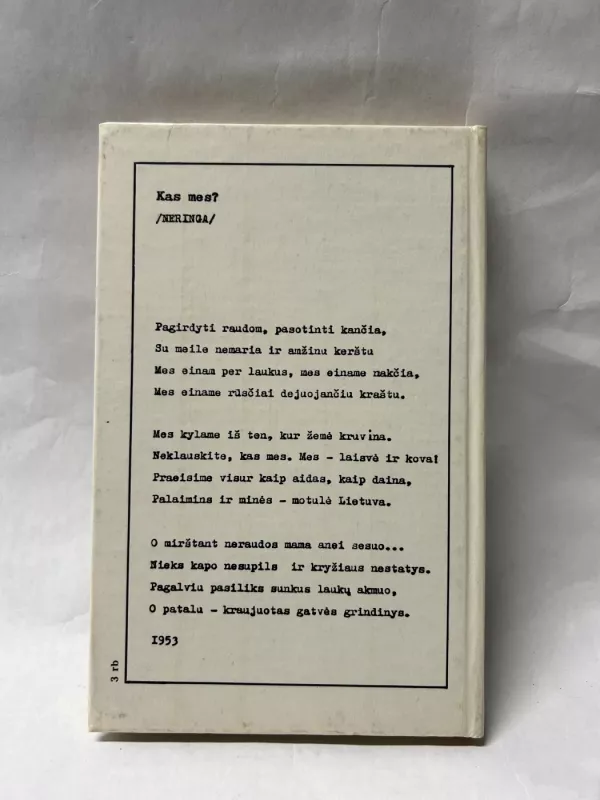 Kas mes?
/NERINGA/
Pagirdyti raudom, pasotinti kančia,
Su meile nemaria ir amžinu kerštu
Mes einam per laukus, mes einame nakčia,
Mes einame rūsčiai dejuojančiu kraštu.
Mes kylame iš ten, kur žemė kruvina.
Neklauskite, kas mes. Mes - laisvė ir kova!
Praeisime visur kaip aidas, kaip daina,
Palaimins ir minės - motulė Lietuva.
O mirštant neraudos mama anei sesuo...
Nieks kapo nesupils ir kryžiaus nestatys.
Pagalviu pasiliks sunkus laukų akmuo,
O patalu - kraujuotas gatvės grindinys.
1953
3 rb